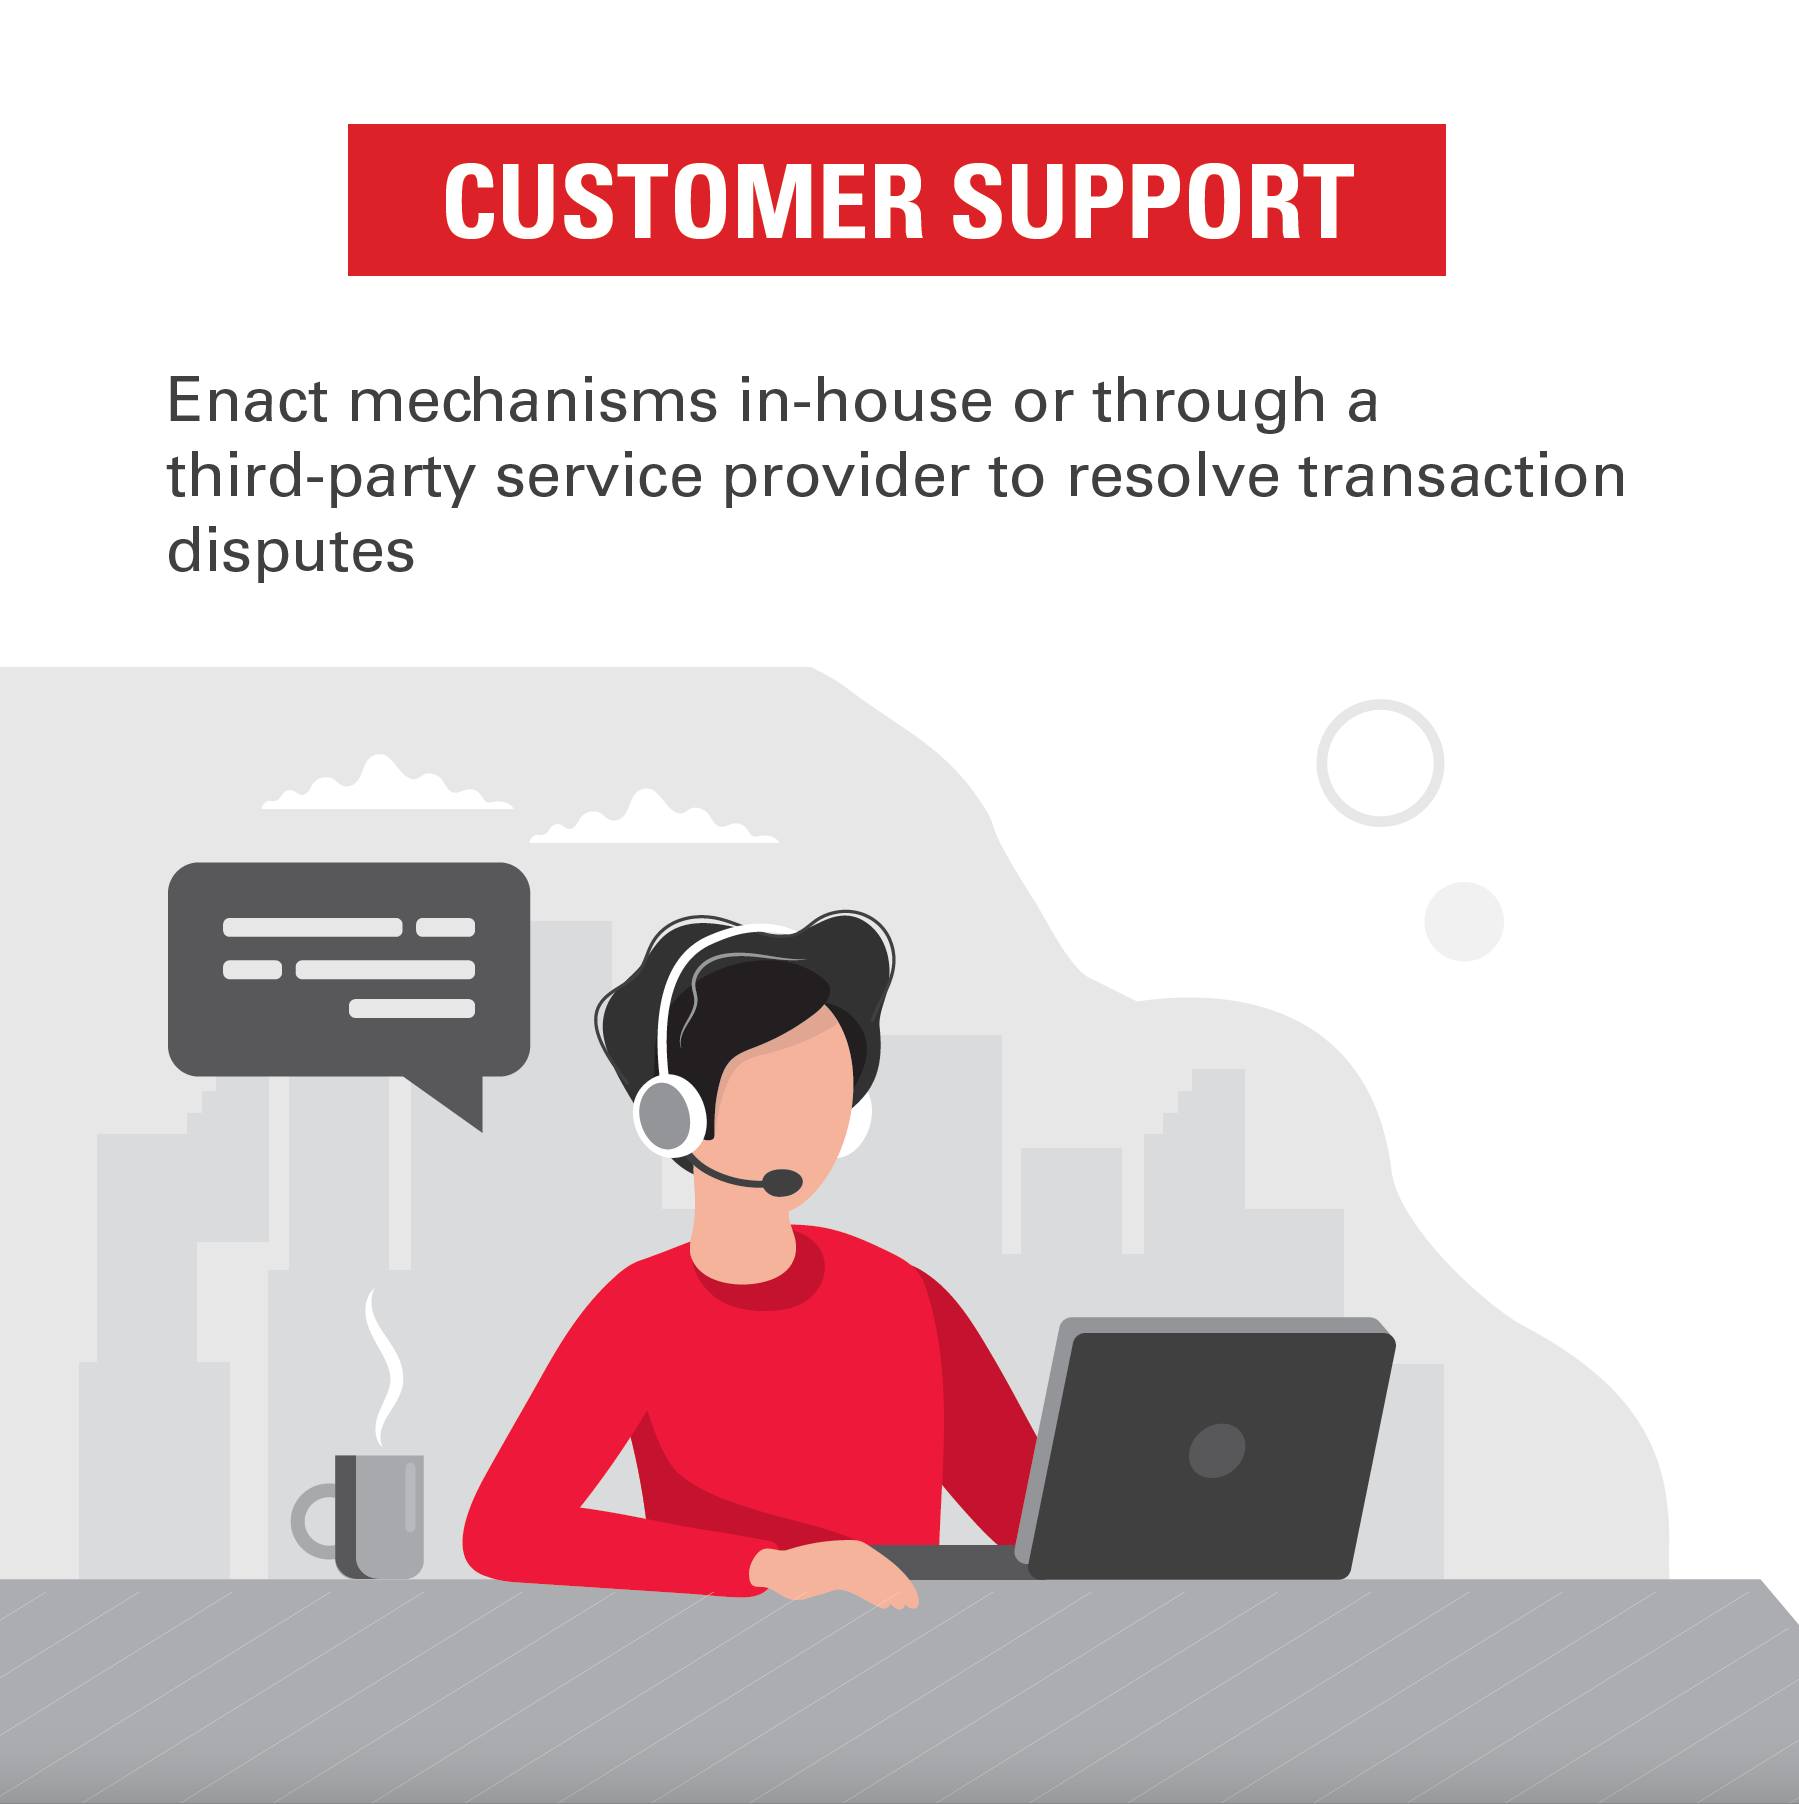 CUSTOMER SUPPORT
Enact mechanisms in-house or through a
third-party service provider to resolve transaction
disputes